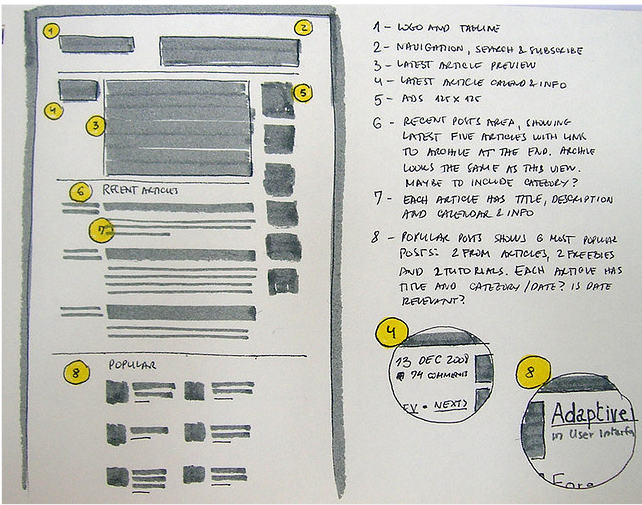 1
2
3
4
5
6
RECENT ARTICLES
7
8
POPULAR
1 - LOGO AND TAGLINE
2 - NAVIGATION, SEARCH & SUBSCRIBE
3 - LATEST ARTICLE PREVIEW
4 - LATEST ARTICLE CALEND & INFO
5 - ADS 125 X 125
6 - RECENT POSTS AREA, SHOWING
LATEST FIVE ARTICLES WITH LINK
TO ARCHIVE AT THE END. ARCHIVE
LOOKS THE SAME AS THIS VIEW.
MAYBE TO INCLUDE CATEGORY?
7 - EACH ARTICLE HAS TITLE, DESCRIPTION
AND CALENDAR & INFO
8 - POPULAR POSTS SHOWS 6 MOST POPULAR
POSTS: 2 FROM ARTICLES, 2 FREEBIES
AND 2 TUTORIALS. EACH ARTICLE HAS
TITLE AND CATEGORY/DATE? IS DATE
RELEVANT?
4
13 DEC 2008
74 COMMENTS
EV • NEXT>
8
Adaptive
in User Interfa
Fore